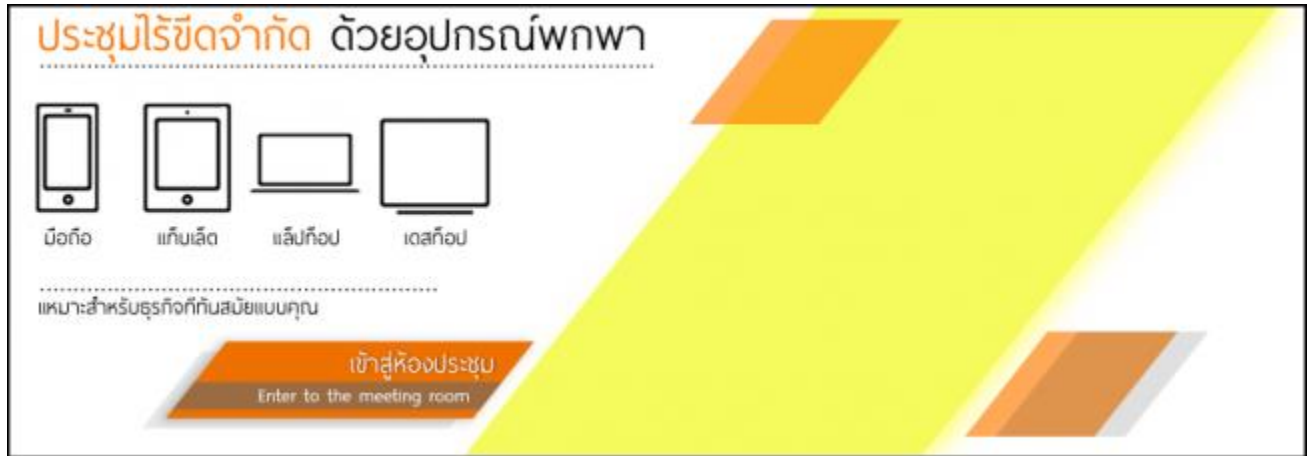 ประชุมไร้ขีดจำกัด ด้วยอุปกรณ์พกพา
มือถือ แท็บเล็ต แล็ปท็อป เดสท็อป
แหมาะสำหรับธุรกิจที่ทันสมัยแบบคุณ
เข้าสู่ห้องประชุม
Enter to the meeting room